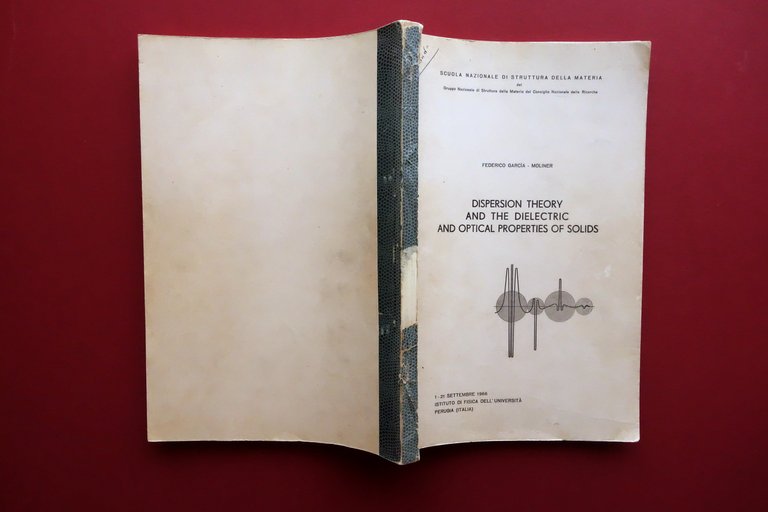 SCUOLA NAZIONALE DI STRUTTURA DELLA MATERIA
del
Gruppo Nazionale di Struttura della Materia del Consiglio Nazionale delle Ricerche
FEDERICO GARCÍA - MOLINER
DISPERSION THEORY
AND THE DIELECTRIC
AND OPTICAL PROPERTIES OF SOLIDS
1 - 21 SETTEMBRE 1966
ISTITUTO DI FISICA DELL'UNIVERSITÀ
PERUGIA (ITALIA)